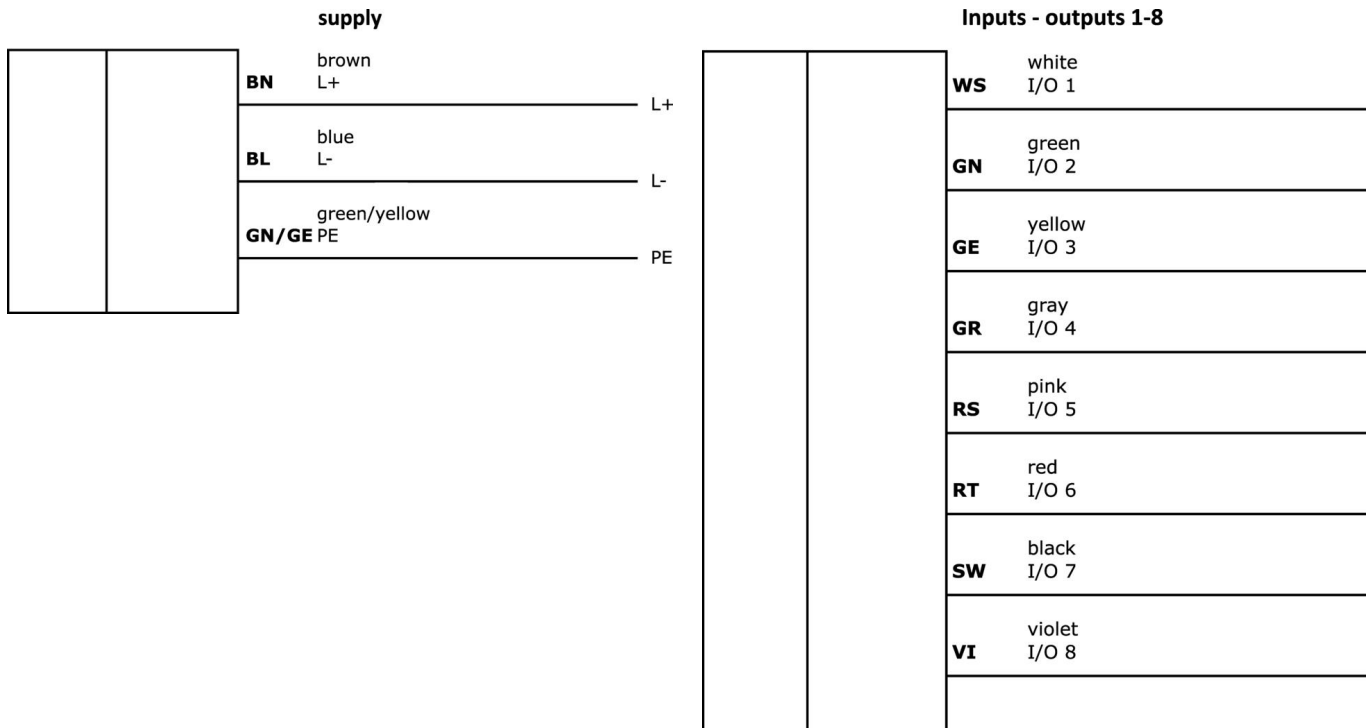 supply
brown
BN L+
L+
blue
BL L-
L-
green/yellow
GN/GE PE
PE
Inputs - outputs 1-8
white
WS I/O 1
green
GN I/O 2
yellow
GE I/O 3
gray
GR I/O 4
pink
RS I/O 5
red
RT I/O 6
black
SW I/O 7
violet
VI I/O 8